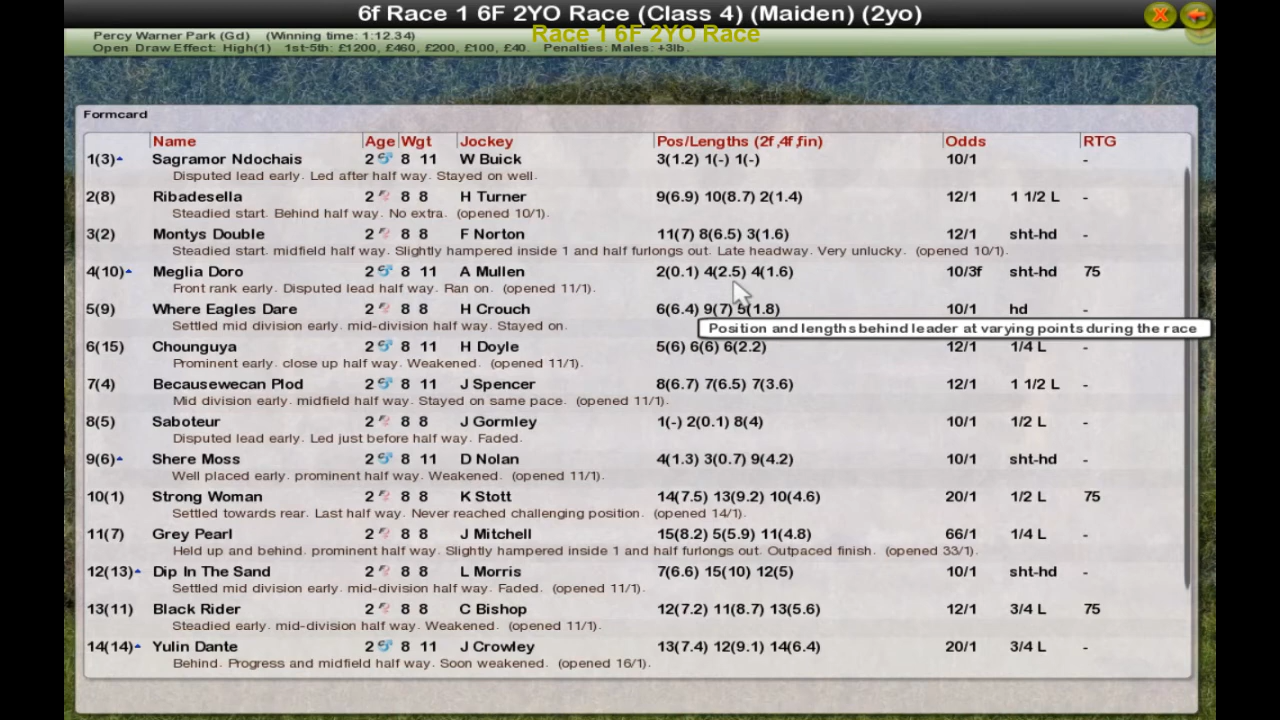 6f Race 1 6F 2YO Race (Class 4) (Maiden) (2yo)
Race 1 6F 2YO Race
Percy Warner Park (Gd) (Winning time: 1:12.34)
Open Draw Effect: High(1) 1st-5th: £1200, £460, £200, £100, £40. Penalties: Males: +3lb.
Formcard
Name Age Wgt Jockey Pos/Lengths (2f,4f,fin) Odds RTG
1(3) Sagramor Ndochais 2 8 11 W Buick 3(1.2) 1(-) 1(-) 10/1 -
Disputed lead early. Led after half way. Stayed on well.
2(8) Ribadesella 2 8 8 H Turner 9(6.9) 10(8.7) 2(1.4) 12/1 1 1/2 L -
Steadied start. Behind half way. No extra. (opened 10/1).
3(2) Montys Double 2 8 8 F Norton 11(7) 8(6.5) 3(1.6) 12/1 sht-hd -
Steadied start. midfield half way. Slightly hampered inside 1 and half furlongs out. Late headway. Very unlucky. (opened 10/1).
4(10) Meglia Doro 2 8 11 A Mullen 2(0.1) 4(2.5) 4(1.6) 10/3f sht-hd 75
Front rank early. Disputed lead half way. Ran on. (opened 11/1).
5(9) Where Eagles Dare 2 8 8 H Crouch 6(6.4) 9(7) 5(1.8) 10/1 hd -
Settled mid division early. mid-division half way. Stayed on.
Position and lengths behind leader at varying points during the race
6(15) Chounguya 2 8 11 H Doyle 5(6) 6(6) 6(2.2) 12/1 1/4 L -
Prominent early. close up half way. Weakened. (opened 11/1).
7(4) Becausewecan Plod 2 8 11 J Spencer 8(6.7) 7(6.5) 7(3.6) 12/1 1 1/2 L -
Mid division early. midfield half way. Stayed on same pace. (opened 11/1).
8(5) Saboteur 2 8 8 J Gormley 1(-) 2(0.1) 8(4) 10/1 1/2 L -
Disputed lead early. Led just before half way. Faded.
9(6) Shere Moss 2 8 11 D Nolan 4(1.3) 3(0.7) 9(4.2) 10/1 sht-hd -
Well placed early. prominent half way. Weakened. (opened 11/1).
10(1) Strong Woman 2 8 8 K Stott 14(7.5) 13(9.2) 10(4.6) 20/1 1/2 L 75
Settled towards rear. Last half way. Never reached challenging position. (opened 14/1).
11(7) Grey Pearl 2 8 8 J Mitchell 15(8.2) 5(5.9) 11(4.8) 66/1 1/4 L -
Held up and behind. prominent half way. Slightly hampered inside 1 and half furlongs out. Outpaced finish. (opened 33/1).
12(13) Dip In The Sand 2 8 8 L Morris 7(6.6) 15(10) 12(5) 10/1 sht-hd -
Settled mid division early. mid-division half way. Faded. (opened 11/1).
13(11) Black Rider 2 8 8 C Bishop 12(7.2) 11(8.7) 13(5.6) 12/1 3/4 L 75
Steadied early. mid-division half way. Weakened. (opened 11/1).
14(14) Yulin Dante 2 8 11 J Crowley 13(7.4) 12(9.1) 14(6.4) 20/1 3/4 L -
Behind. Progress and midfield half way. Soon weakened. (opened 16/1).